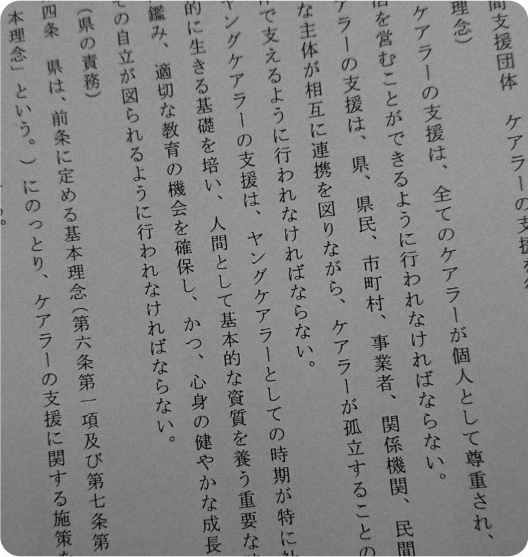 間支援団体　ケアラーの支援を
理念）
ケアラーの支援は、全てのケアラーが個人として尊重され、
活を営むことができるように行われなければならない。
アラーの支援は、県、県民、市町村、事業者、関係機関、民間
な主体が相互に連携を図りながら、ケアラーが孤立することの
で支えるように行われなければならない。
ヤングケアラーの支援は、ヤングケアラーとしての時期が特に社
的に生きる基礎を培い、人間として基本的な資質を養う重要な時
鑑み、適切な教育の機会を確保し、かつ、心身の健やかな成長
ての自立が図られるように行われなければならない。
（県の責務）
四条　県は、前条に定める基本理念（第六条第一項及び第七条第
本理念」という。）にのっとり、ケアラーの支援に関する施策を
る。